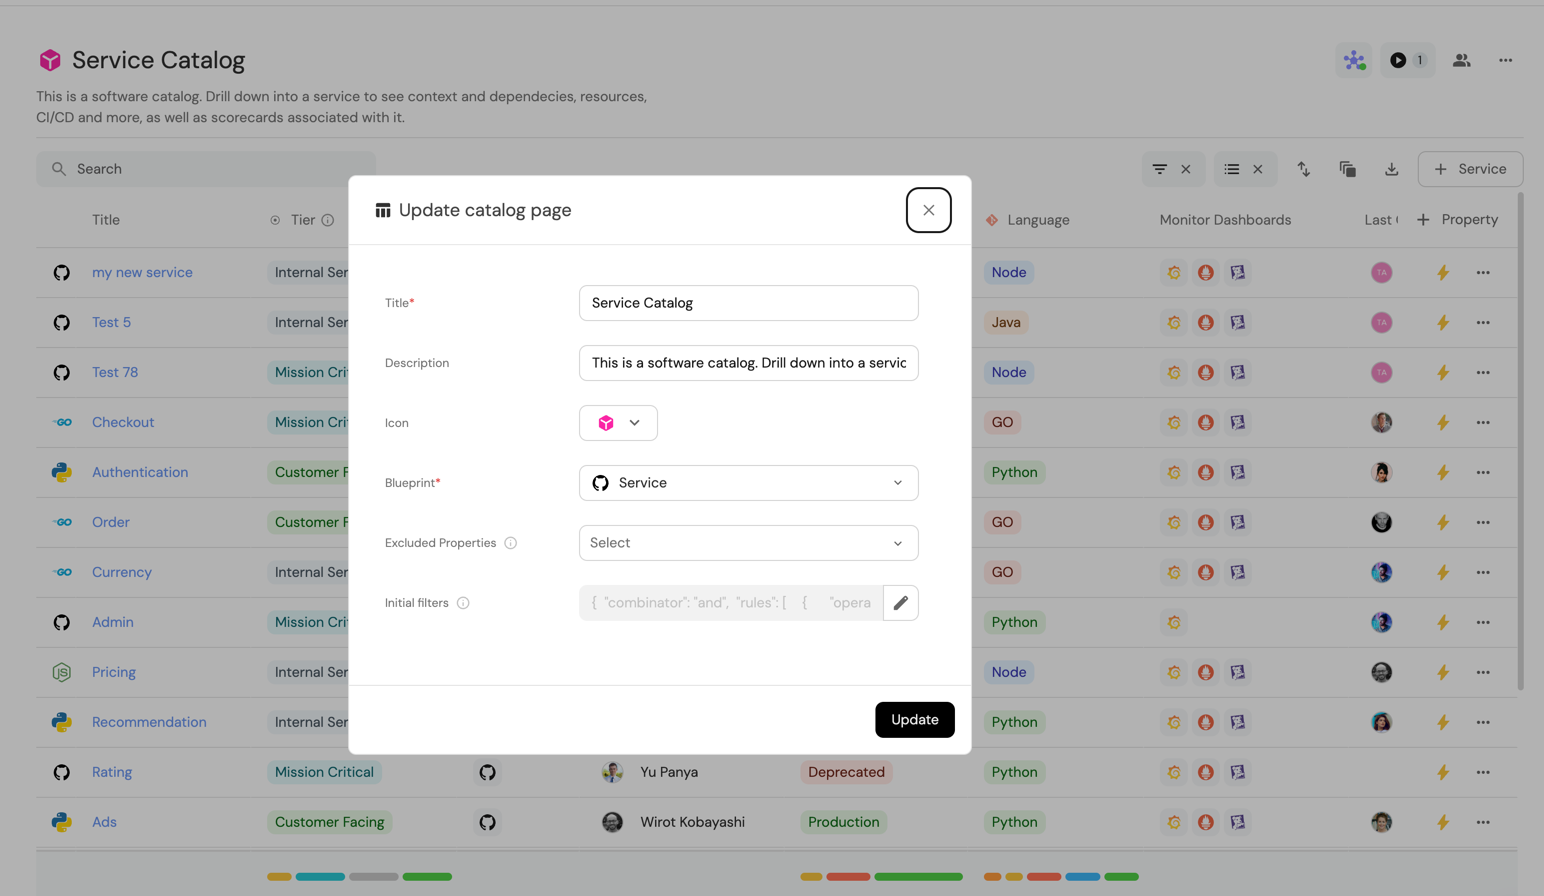 Service Catalog
1
This is a software catalog. Drill down into a service to see context and dependecies, resources,
CI/CD and more, as well as scorecards associated with it.
Search
Service
Title
Tier
Language
Monitor Dashboards
Last
Property
Update catalog page
Title*
Service Catalog
Description
This is a software catalog. Drill down into a servic
Icon
Blueprint*
Service
Excluded Properties
Select
Initial filters
{ "combinator": "and", "rules": [ { "opera
Update
my new service
Internal Ser
Node
TA
Test 5
Internal Ser
Java
TA
Test 78
Mission Cri
Node
TA
Checkout
Mission Cri
GO
Authentication
Customer F
Python
Order
Customer F
GO
Currency
Internal Ser
GO
Admin
Mission Cri
Python
Pricing
Internal Ser
Node
Recommendation
Internal Ser
Python
Rating
Mission Critical
Yu Panya
Deprecated
Python
Ads
Customer Facing
Wirot Kobayashi
Production
Python